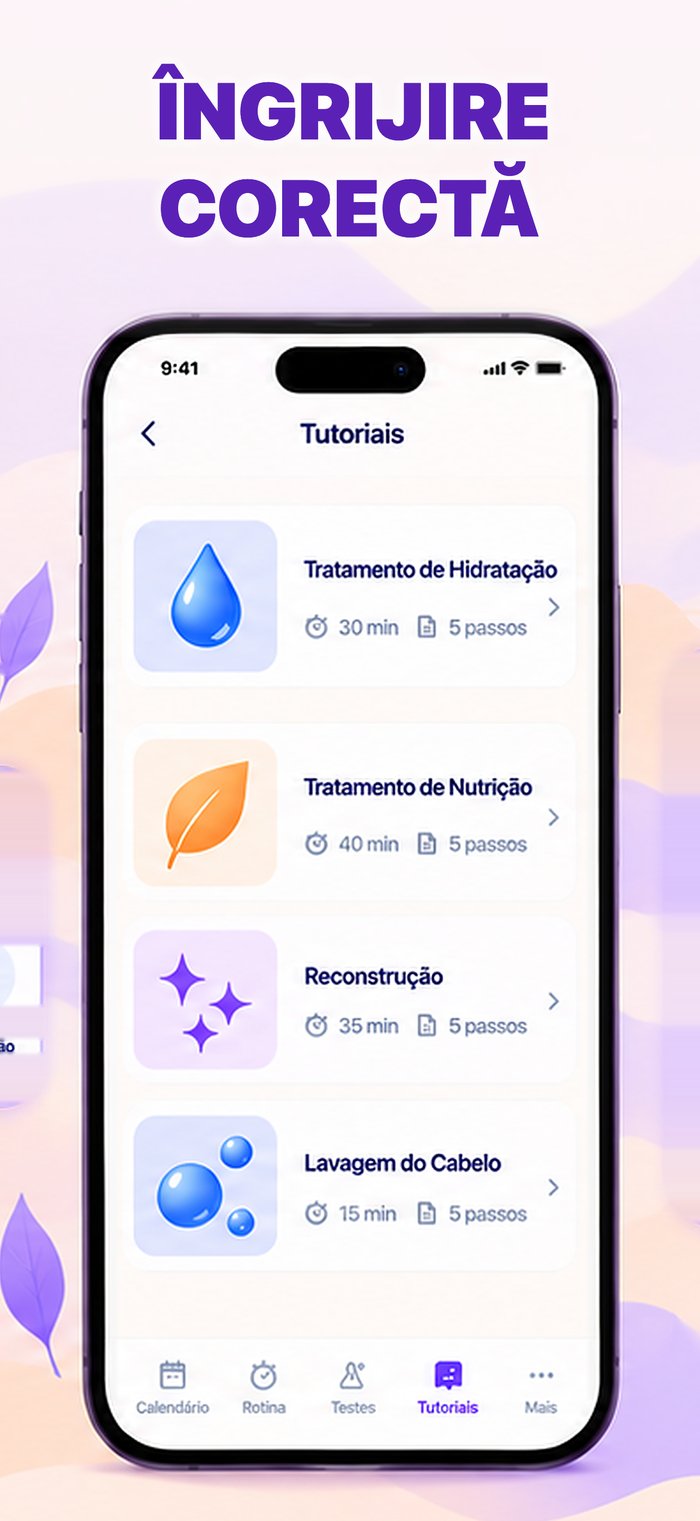 ÎNGRIJIRE
CORECTĂ
9:41
Tutoriais
Tratamento de Hidratação
30 min 5 passos
Tratamento de Nutrição
40 min 5 passos
Reconstrução
35 min 5 passos
Lavagem do Cabelo
15 min 5 passos
ão
Calendário Rotina Testes Tutoriais Mais